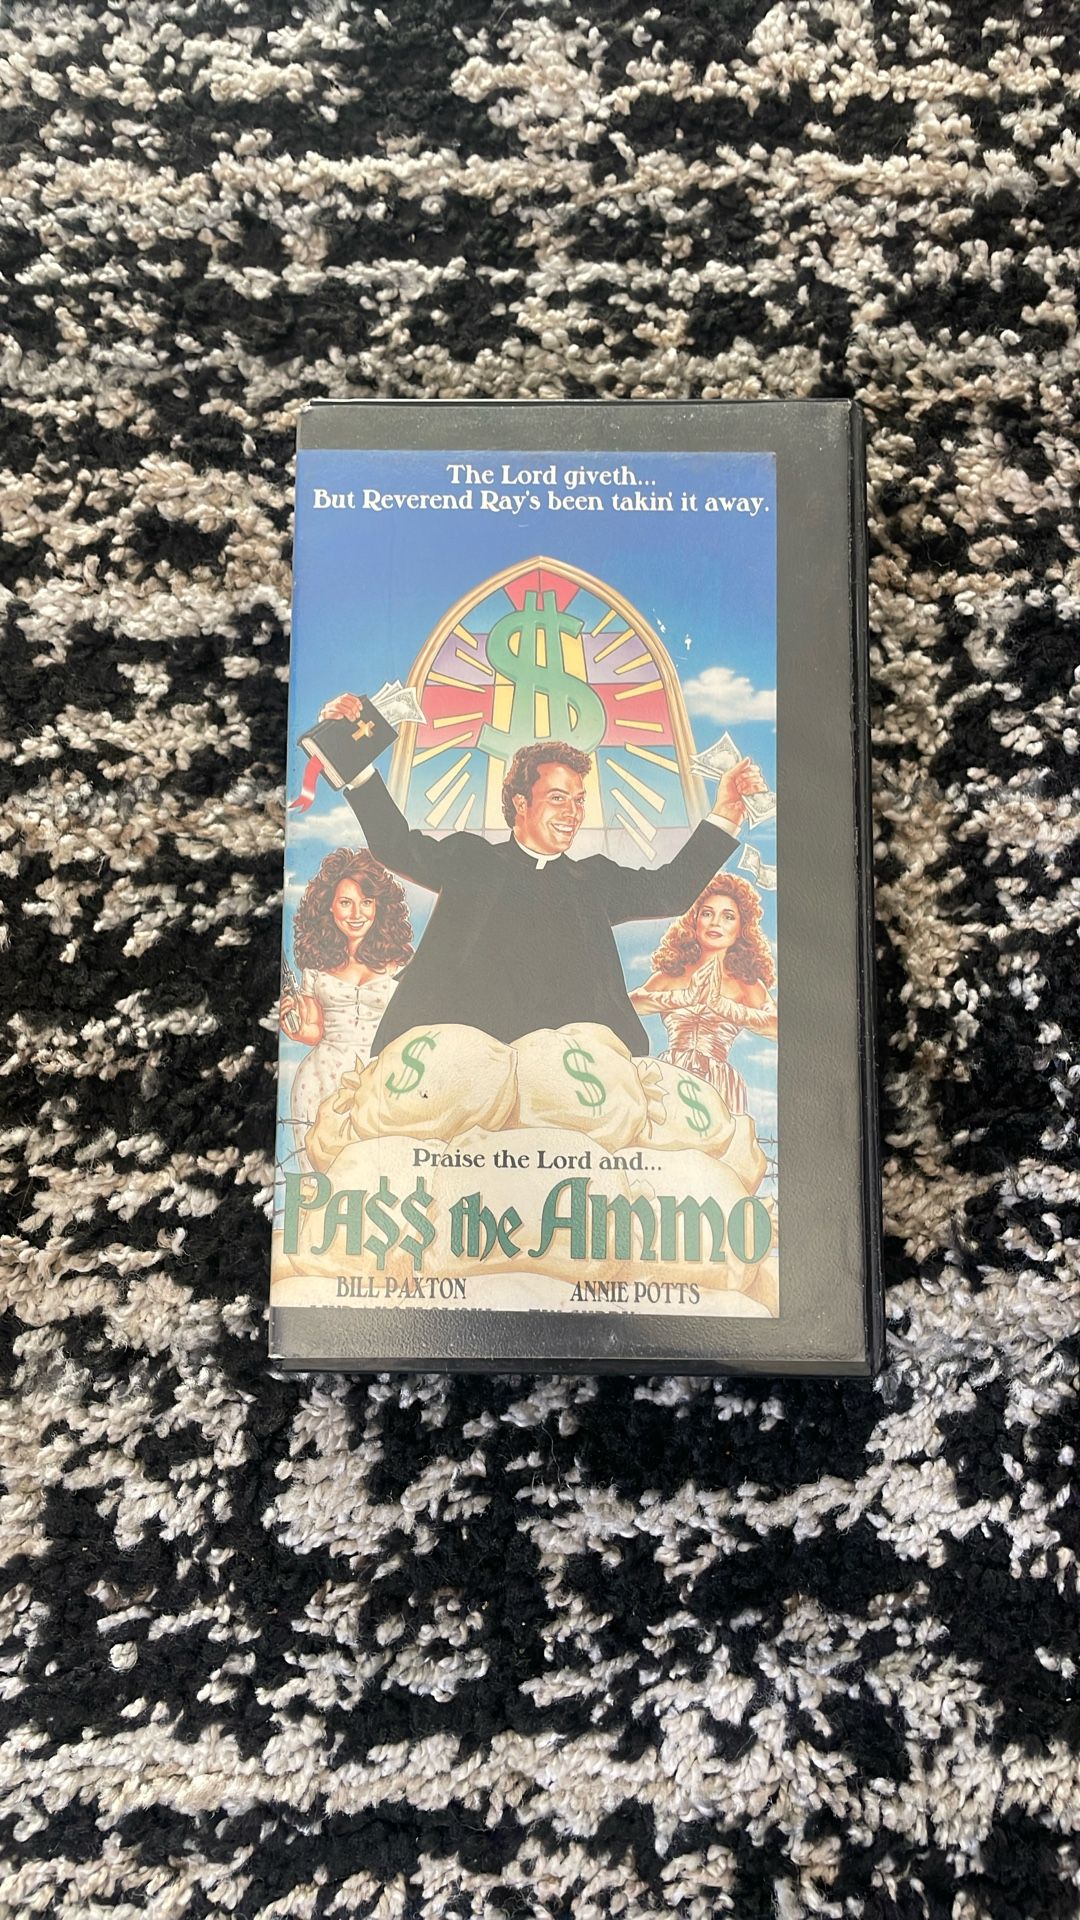 The Lord giveth...
But Reverend Ray's been takin' it away.
$
$ $ $
Praise the Lord and...
PA$$ the Ammo
BILL PAXTON ANNIE POTTS